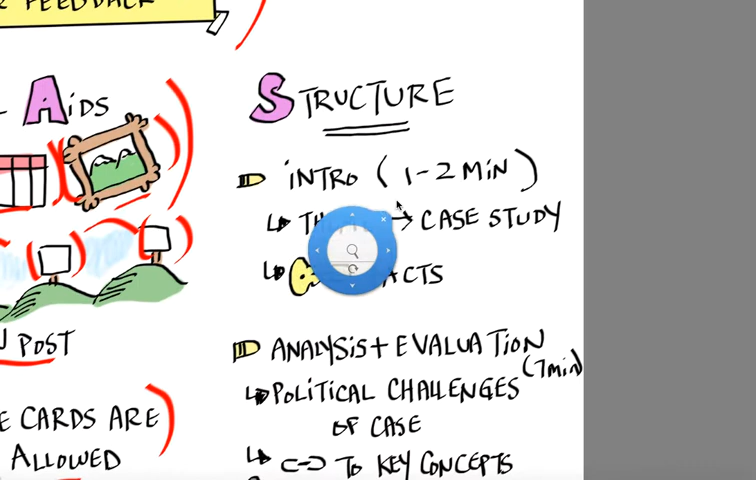 FEEDBACK
AIDS
STRUCTURE
INTRO (1-2 MIN)
→ CASE STUDY
ANALYSIS + EVALUATION
(7min)
POLITICAL CHALLENGES
OF CASE
TO KEY CONCEPTS
POST
CARDS ARE
ALLOWED